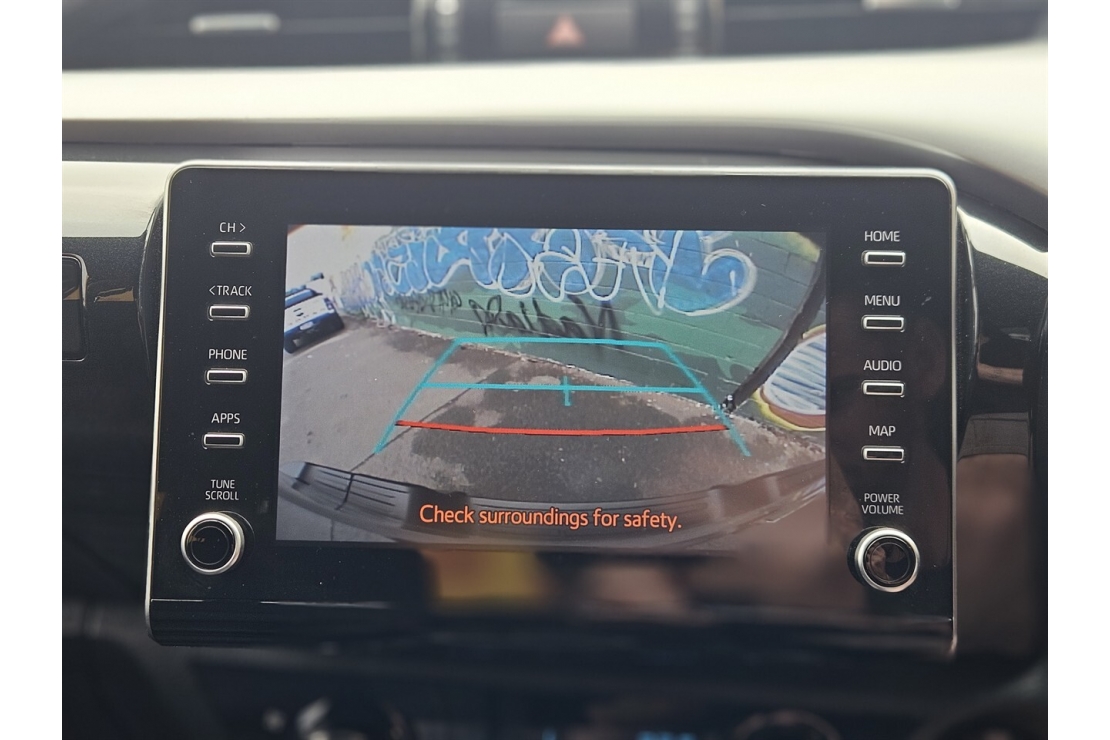 CH >
< TRACK
PHONE
APPS
TUNE
SCROLL
Check surroundings for safety.
HOME
MENU
AUDIO
MAP
POWER
VOLUME